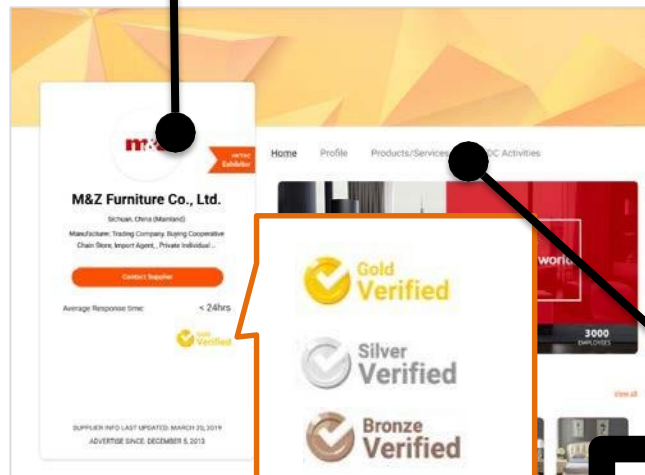 m&z
HKTDC
Exhibitor
M&Z Furniture Co., Ltd.
Sichuan, China (Mainland)
Manufacturer, Trading Company, Buying Cooperative
Chain Store, Import Agent, , Private Individual ...
Contact Supplier
Average Response time: < 24hrs
Gold
Verified
SUPPLIER INFO LAST UPDATED: MARCH 20, 2019
ADVERTISE SINCE: DECEMBER 5, 2013
Home Profile Products/Services DC Activities
world
3000
EMPLOYEES
View all
Gold
Verified
Silver
Verified
Bronze
Verified